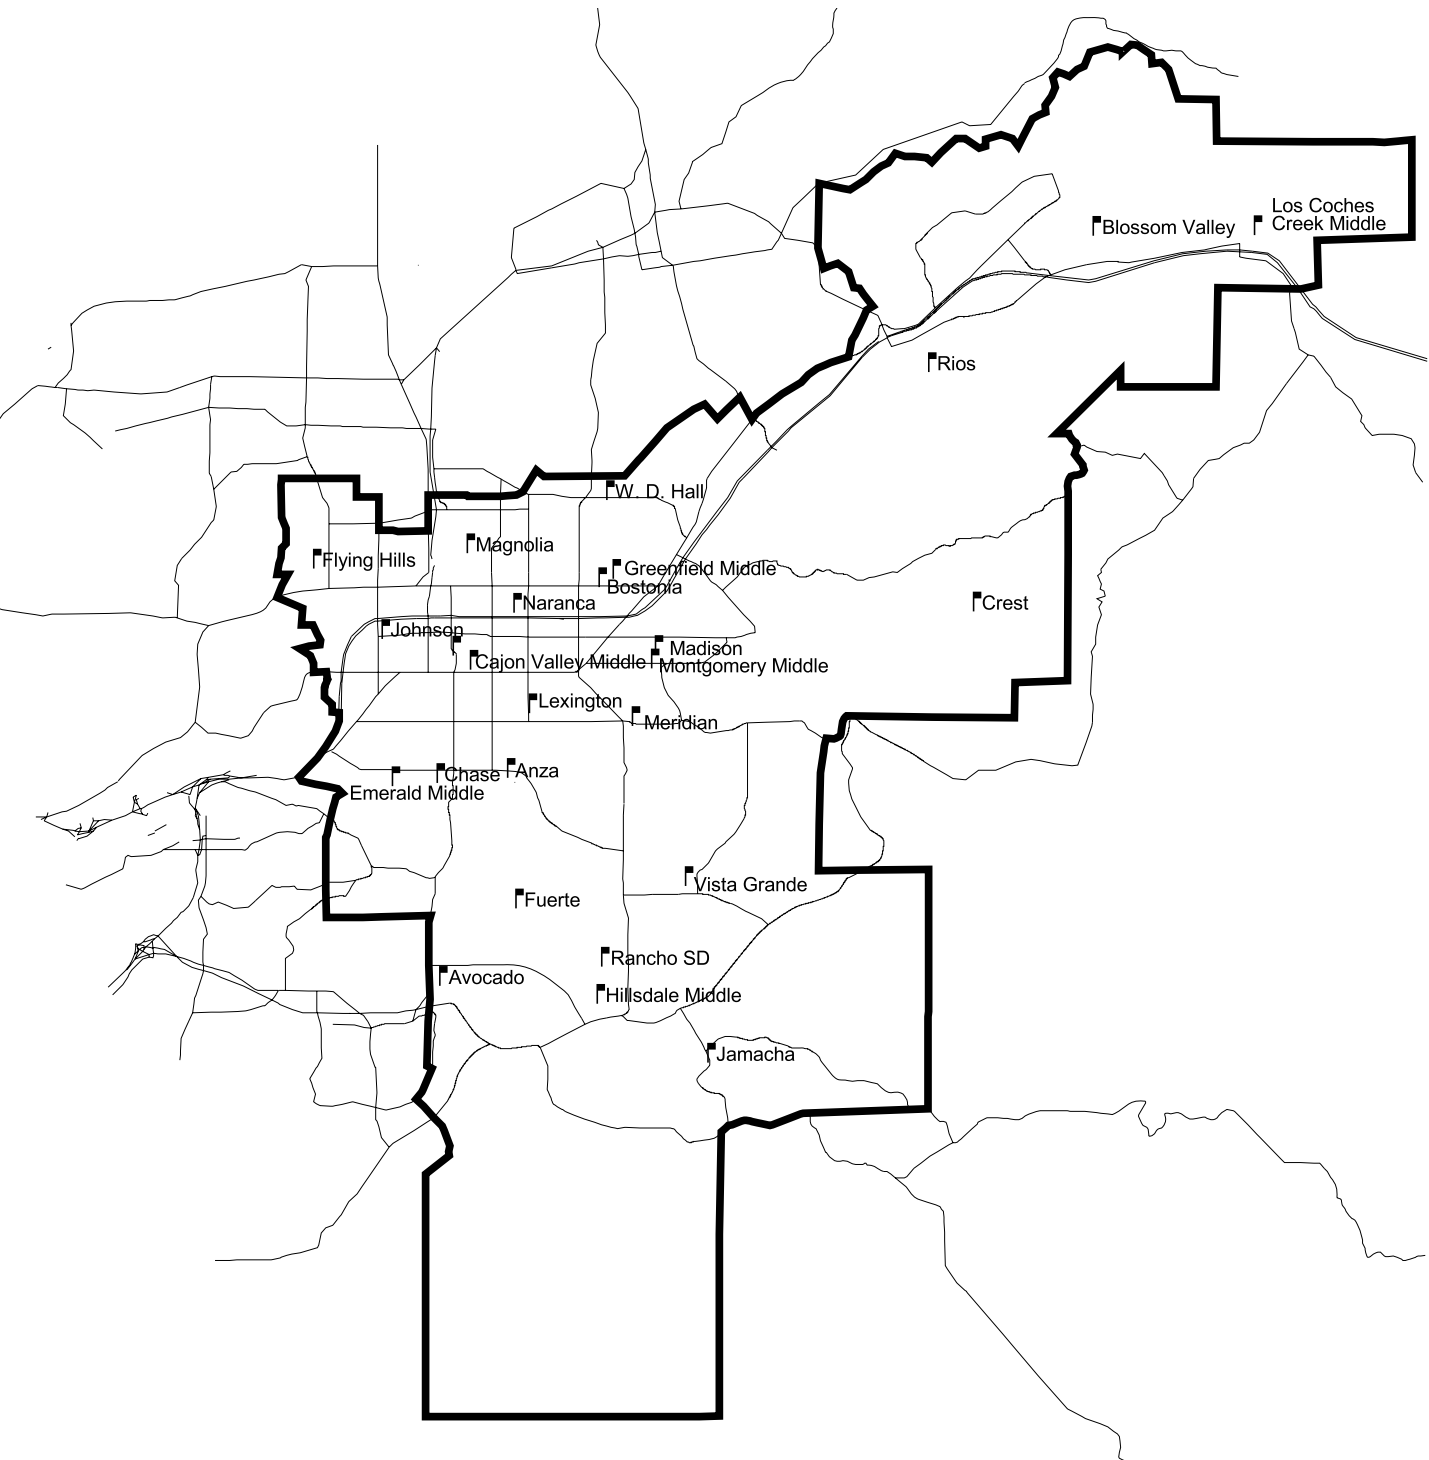 Los Coches
Creek Middle
Blossom Valley
Rios
W. D. Hall
Magnolia
Flying Hills
Greenfield Middle
Bostonia
Naranca
Crest
Johnson
Madison
Cajon Valley Middle
Montgomery Middle
Lexington
Meridian
Anza
Chase
Emerald Middle
Vista Grande
Fuerte
Rancho SD
Avocado
Hillsdale Middle
Jamacha